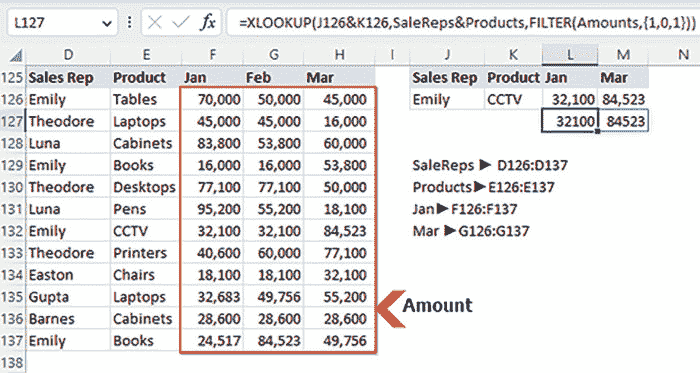 L127 fx =XLOOKUP(J126&K126,SaleReps&Products,FILTER(Amounts,{1,0,1}))
D E F G H I J K L M N
125 Sales Rep Product Jan Feb Mar Sales Rep Product Jan Mar
126 Emily Tables 70,000 50,000 45,000 Emily CCTV 32,100 84,523
127 Theodore Laptops 45,000 45,000 16,000 32100 84523
128 Luna Cabinets 83,800 53,800 60,000
129 Emily Books 16,000 16,000 53,800 SaleReps ► D126:D137
130 Theodore Desktops 77,100 77,100 50,000 Products►E126:E137
131 Luna Pens 95,200 55,200 18,100 Jan►F126:F137
132 Emily CCTV 32,100 32,100 84,523 Mar ►G126:G137
133 Theodore Printers 40,600 60,000 77,100
134 Easton Chairs 18,100 18,100 32,100
135 Gupta Laptops 32,683 49,756 55,200 Amount
136 Barnes Cabinets 28,600 28,600 28,600
137 Emily Books 24,517 84,523 49,756
138